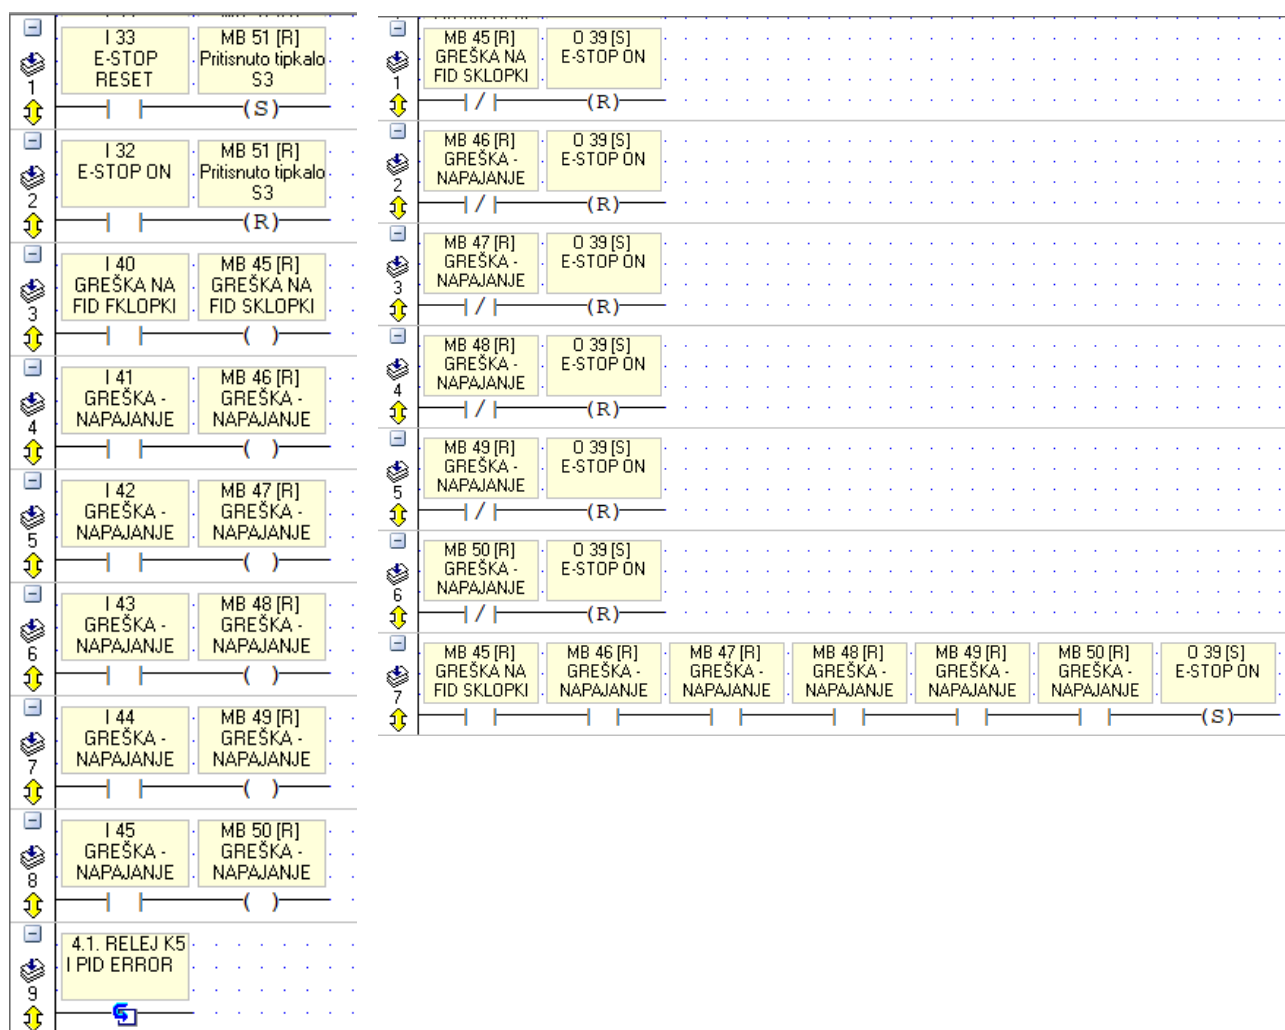 1
I 33
E-STOP
RESET
MB 51 [R]
Pritisnuto tipkalo
S3
(S)
2
I 32
E-STOP ON
MB 51 [R]
Pritisnuto tipkalo
S3
(R)
3
I 40
GREŠKA NA
FID FKLOPKI
MB 45 [R]
GREŠKA NA
FID SKLOPKI
( )
4
I 41
GREŠKA -
NAPAJANJE
MB 46 [R]
GREŠKA -
NAPAJANJE
( )
5
I 42
GREŠKA -
NAPAJANJE
MB 47 [R]
GREŠKA -
NAPAJANJE
( )
6
I 43
GREŠKA -
NAPAJANJE
MB 48 [R]
GREŠKA -
NAPAJANJE
( )
7
I 44
GREŠKA -
NAPAJANJE
MB 49 [R]
GREŠKA -
NAPAJANJE
( )
8
I 45
GREŠKA -
NAPAJANJE
MB 50 [R]
GREŠKA -
NAPAJANJE
( )
9
4.1. RELEJ K5
I PID ERROR
1
MB 45 [R]
GREŠKA NA
FID SKLOPKI
O 39 [S]
E-STOP ON
(R)
2
MB 46 [R]
GREŠKA -
NAPAJANJE
O 39 [S]
E-STOP ON
(R)
3
MB 47 [R]
GREŠKA -
NAPAJANJE
O 39 [S]
E-STOP ON
(R)
4
MB 48 [R]
GREŠKA -
NAPAJANJE
O 39 [S]
E-STOP ON
(R)
5
MB 49 [R]
GREŠKA -
NAPAJANJE
O 39 [S]
E-STOP ON
(R)
6
MB 50 [R]
GREŠKA -
NAPAJANJE
O 39 [S]
E-STOP ON
(R)
7
MB 45 [R]
GREŠKA NA
FID SKLOPKI
MB 46 [R]
GREŠKA -
NAPAJANJE
MB 47 [R]
GREŠKA -
NAPAJANJE
MB 48 [R]
GREŠKA -
NAPAJANJE
MB 49 [R]
GREŠKA -
NAPAJANJE
MB 50 [R]
GREŠKA -
NAPAJANJE
O 39 [S]
E-STOP ON
(S)